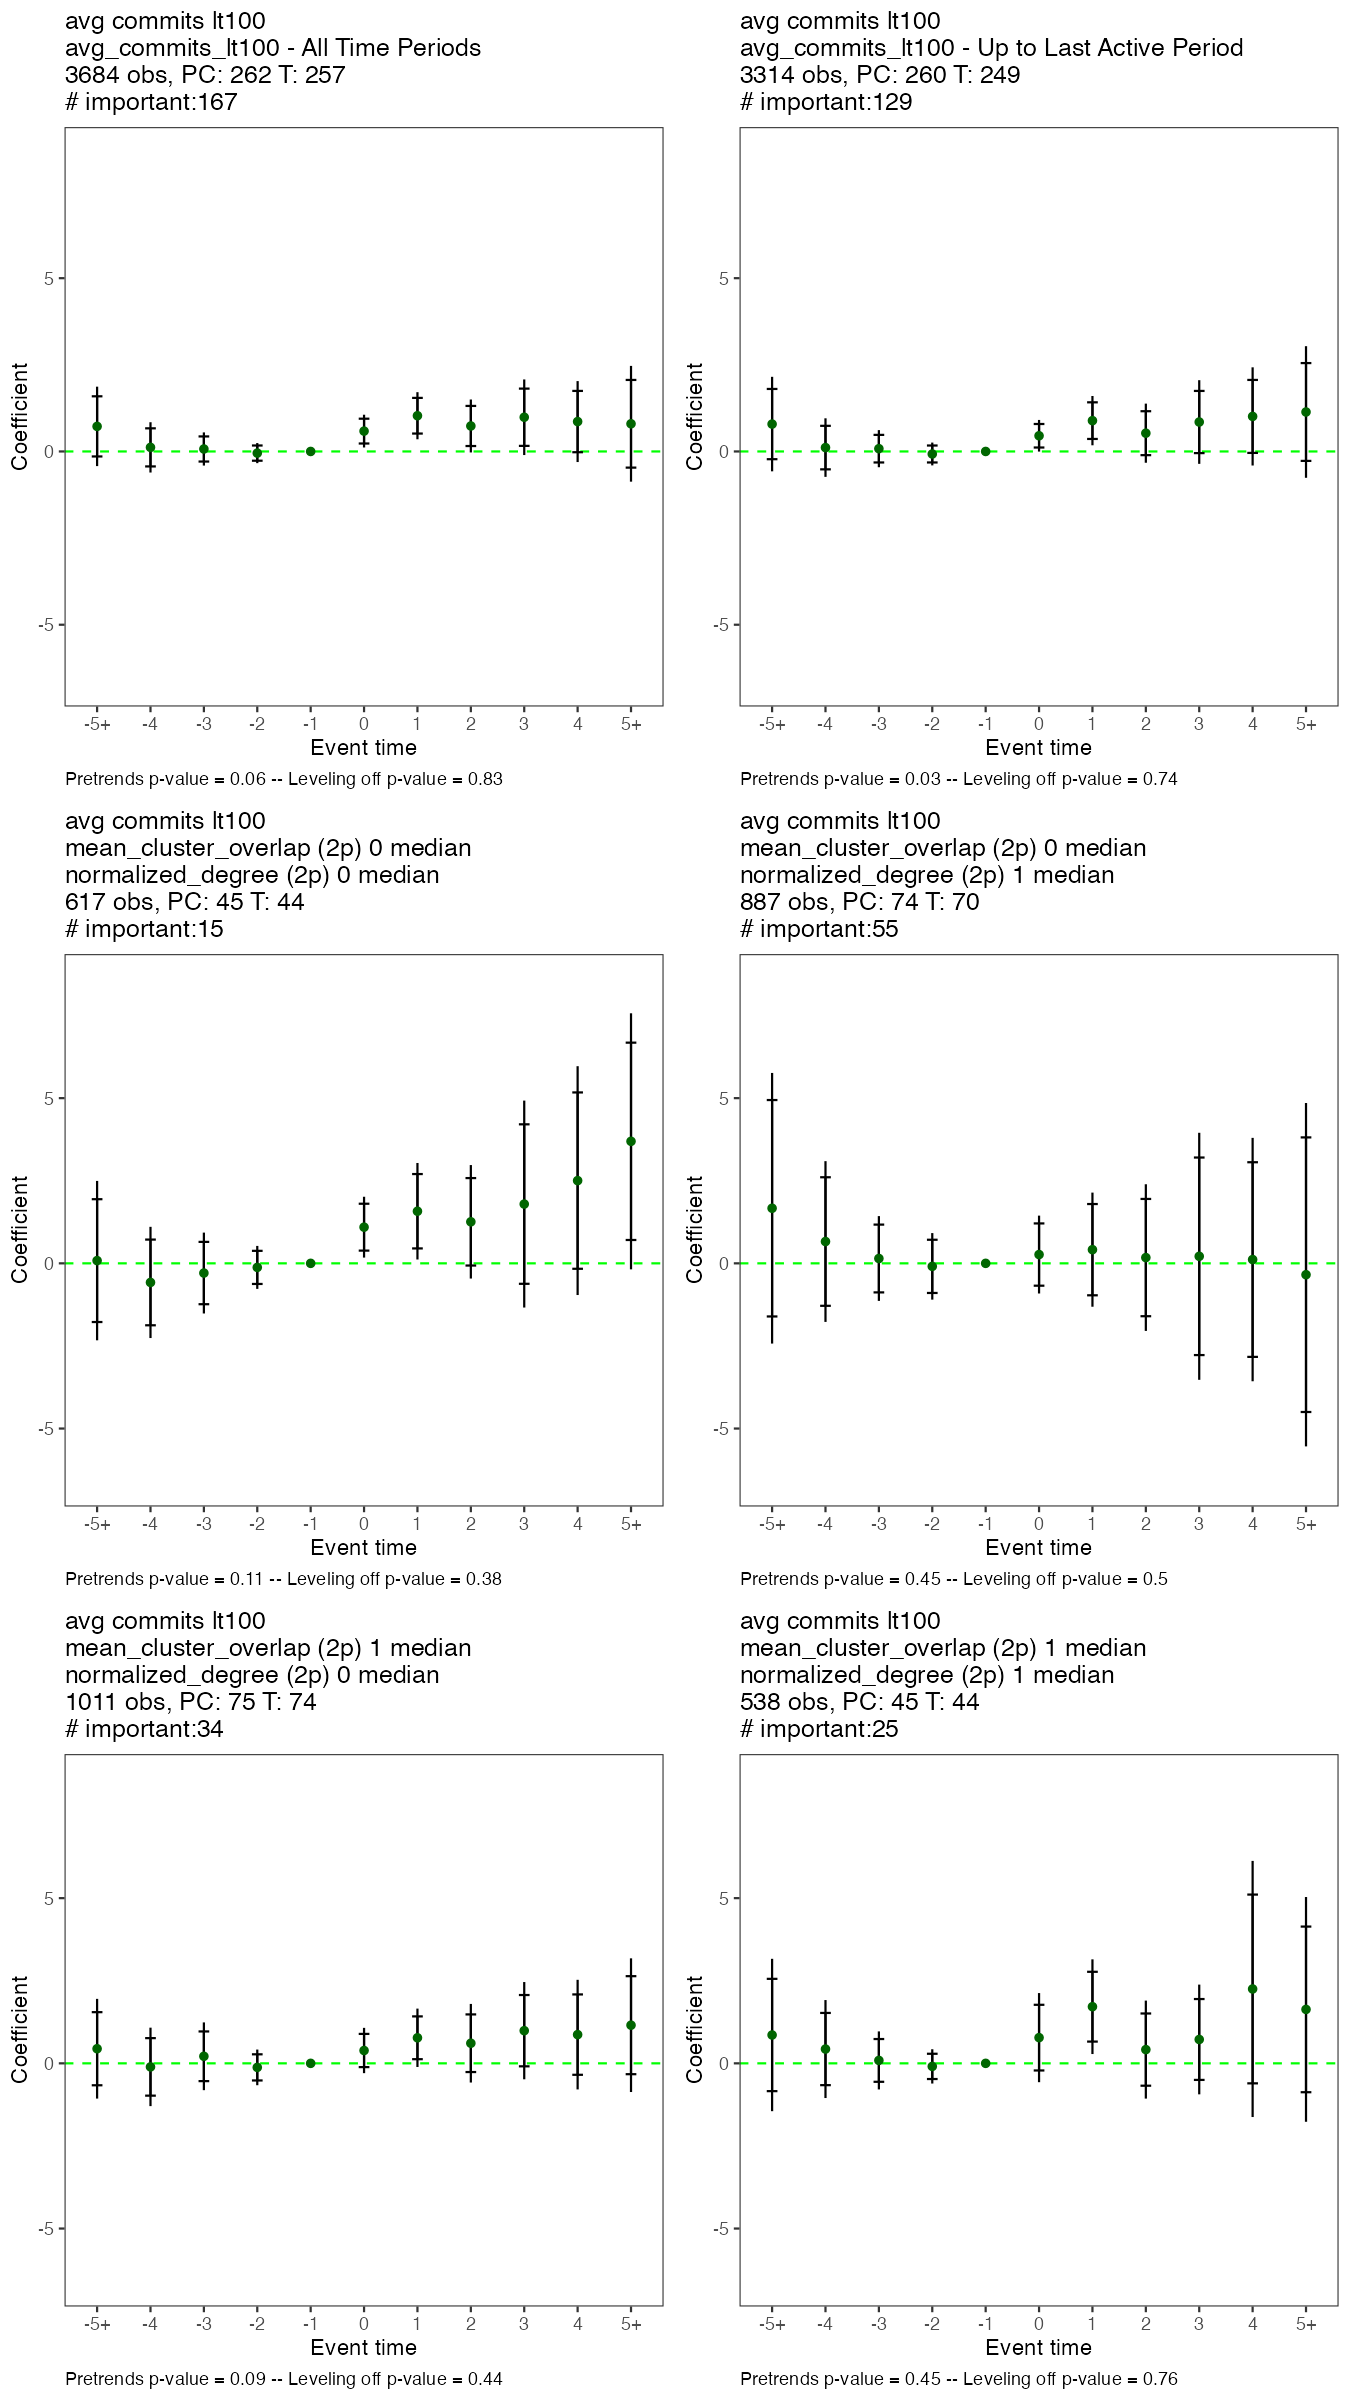 avg commits lt100
avg_commits_lt100 - All Time Periods
3684 obs, PC: 262 T: 257
# important:167
Coefficient
5
0
-5
-5+ -4 -3 -2 -1 0 1 2 3 4 5+
Event time
Pretrends p-value = 0.06 -- Leveling off p-value = 0.83
avg commits lt100
avg_commits_lt100 - Up to Last Active Period
3314 obs, PC: 260 T: 249
# important:129
Coefficient
5
0
-5
-5+ -4 -3 -2 -1 0 1 2 3 4 5+
Event time
Pretrends p-value = 0.03 -- Leveling off p-value = 0.74
avg commits lt100
mean_cluster_overlap (2p) 0 median
normalized_degree (2p) 0 median
617 obs, PC: 45 T: 44
# important:15
Coefficient
5
0
-5
-5+ -4 -3 -2 -1 0 1 2 3 4 5+
Event time
Pretrends p-value = 0.11 -- Leveling off p-value = 0.38
avg commits lt100
mean_cluster_overlap (2p) 0 median
normalized_degree (2p) 1 median
887 obs, PC: 74 T: 70
# important:55
Coefficient
5
0
-5
-5+ -4 -3 -2 -1 0 1 2 3 4 5+
Event time
Pretrends p-value = 0.45 -- Leveling off p-value = 0.5
avg commits lt100
mean_cluster_overlap (2p) 1 median
normalized_degree (2p) 0 median
1011 obs, PC: 75 T: 74
# important:34
Coefficient
5
0
-5
-5+ -4 -3 -2 -1 0 1 2 3 4 5+
Event time
Pretrends p-value = 0.09 -- Leveling off p-value = 0.44
avg commits lt100
mean_cluster_overlap (2p) 1 median
normalized_degree (2p) 1 median
538 obs, PC: 45 T: 44
# important:25
Coefficient
5
0
-5
-5+ -4 -3 -2 -1 0 1 2 3 4 5+
Event time
Pretrends p-value = 0.45 -- Leveling off p-value = 0.76